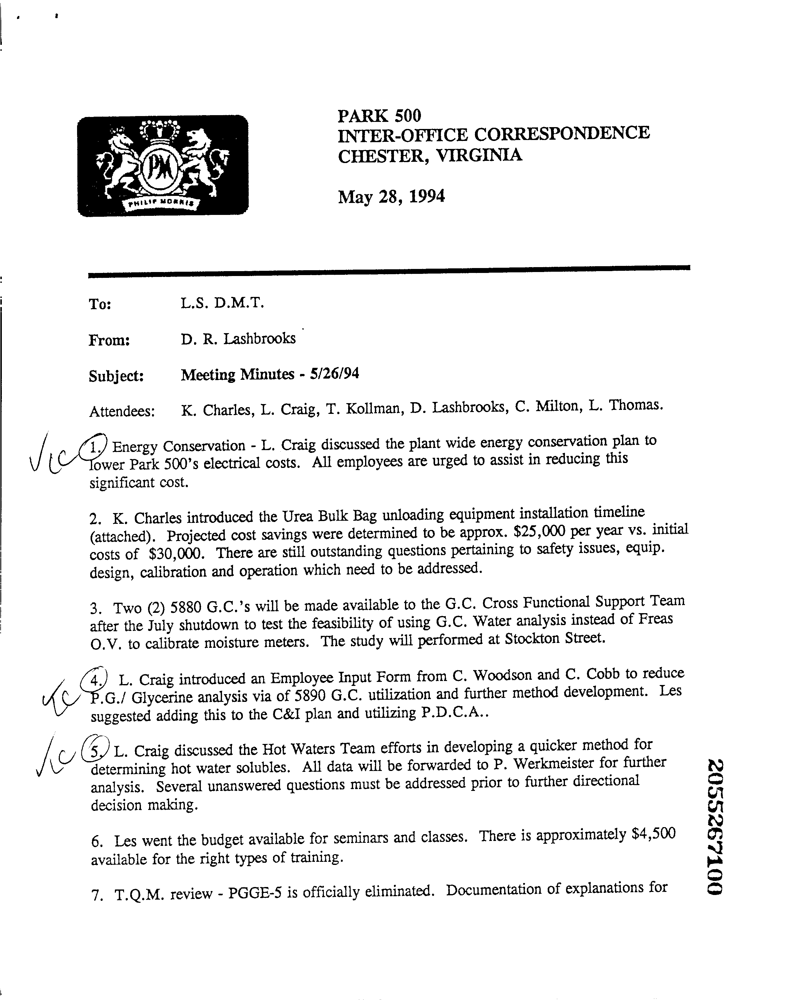 PARK 500
INTER-OFFICE CORRESPONDENCE
CHESTER, VIRGINIA
May 28, 1994
PM
PHILIP MORRIS
To: L.S. D.M.T.
From: D. R. Lashbrooks
Subject: Meeting Minutes - 5/26/94
Attendees: K. Charles, L. Craig, T. Kollman, D. Lashbrooks, C. Milton, L. Thomas.
1. Energy Conservation - L. Craig discussed the plant wide energy conservation plan to
lower Park 500's electrical costs. All employees are urged to assist in reducing this
significant cost.
2. K. Charles introduced the Urea Bulk Bag unloading equipment installation timeline
(attached). Projected cost savings were determined to be approx. $25,000 per year vs. initial
costs of $30,000. There are still outstanding questions pertaining to safety issues, equip.
design, calibration and operation which need to be addressed.
3. Two (2) 5880 G.C.'s will be made available to the G.C. Cross Functional Support Team
after the July shutdown to test the feasibility of using G.C. Water analysis instead of Freas
O.V. to calibrate moisture meters. The study will performed at Stockton Street.
4. L. Craig introduced an Employee Input Form from C. Woodson and C. Cobb to reduce
P.G./ Glycerine analysis via of 5890 G.C. utilization and further method development. Les
suggested adding this to the C&I plan and utilizing P.D.C.A..
5. L. Craig discussed the Hot Waters Team efforts in developing a quicker method for
determining hot water solubles. All data will be forwarded to P. Werkmeister for further
analysis. Several unanswered questions must be addressed prior to further directional
decision making.
6. Les went the budget available for seminars and classes. There is approximately $4,500
available for the right types of training.
7. T.Q.M. review - PGGE-5 is officially eliminated. Documentation of explanations for
2055267100